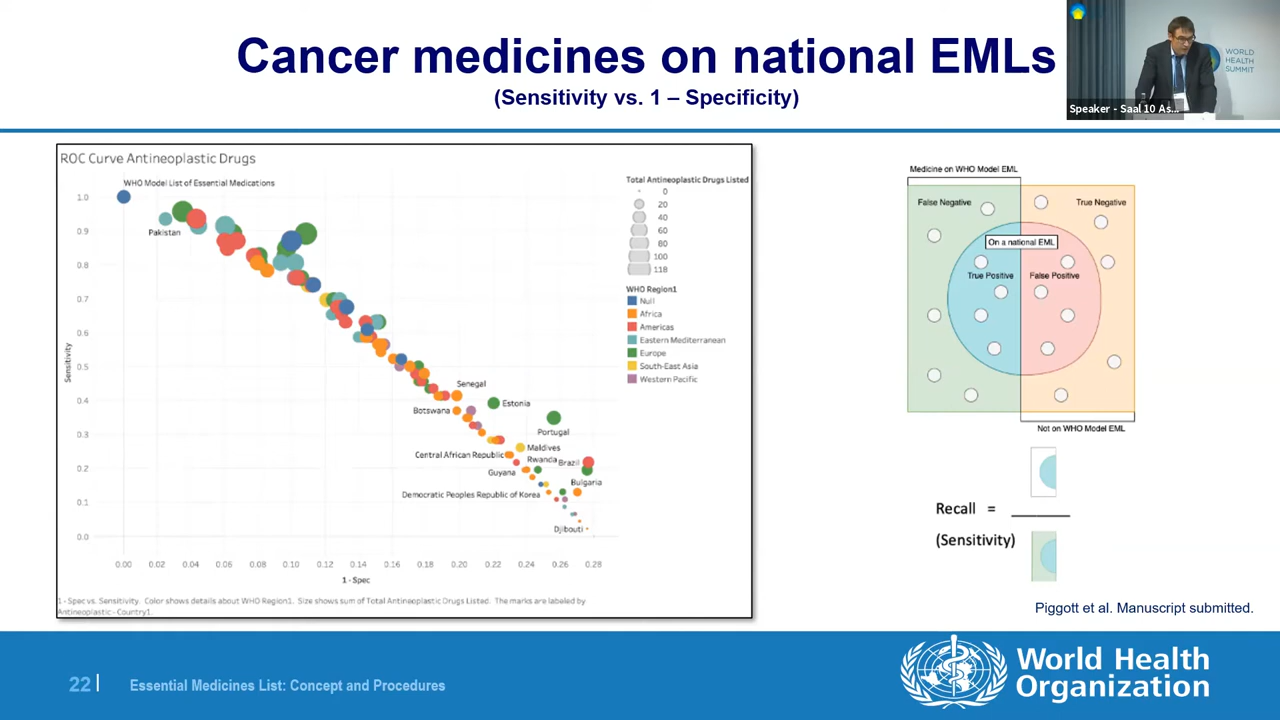 Cancer medicines on national EMLs
(Sensitivity vs. 1 – Specificity)
WORLD
HEALTH
SUMMIT
Speaker - Saal 10 As...
ROC Curve Antineoplastic Drugs
WHO Model List of Essential Medications
1.0
0.9
0.8
0.7
0.6
0.5
0.4
0.3
0.2
0.1
0.0
Sensitivity
Pakistan
Senegal
Botswana
Estonia
Portugal
Central African Republic
Maldives
Guyana
Rwanda
Brazil
Bulgaria
Democratic Peoples Republic of Korea
Djibouti
0.00 0.02 0.04 0.06 0.08 0.10 0.12 0.14 0.16 0.18 0.20 0.22 0.24 0.26 0.28
1 - Spec
Total Antineoplastic Drugs Listed
0
20
40
60
80
100
118
WHO Region1
Null
Africa
Americas
Eastern Mediterranean
Europe
South-East Asia
Western Pacific
1 - Spec vs. Sensitivity. Color shows details about WHO Region1. Size shows sum of Total Antineoplastic Drugs Listed. The marks are labeled by
Antineoplastic - Country1.
Medicine on WHO Model EML
False Negative
True Negative
On a national EML
True Positive
False Positive
Not on WHO Model EML
Recall =
(Sensitivity)
Piggott et al. Manuscript submitted.
22 |
Essential Medicines List: Concept and Procedures
World Health
Organization